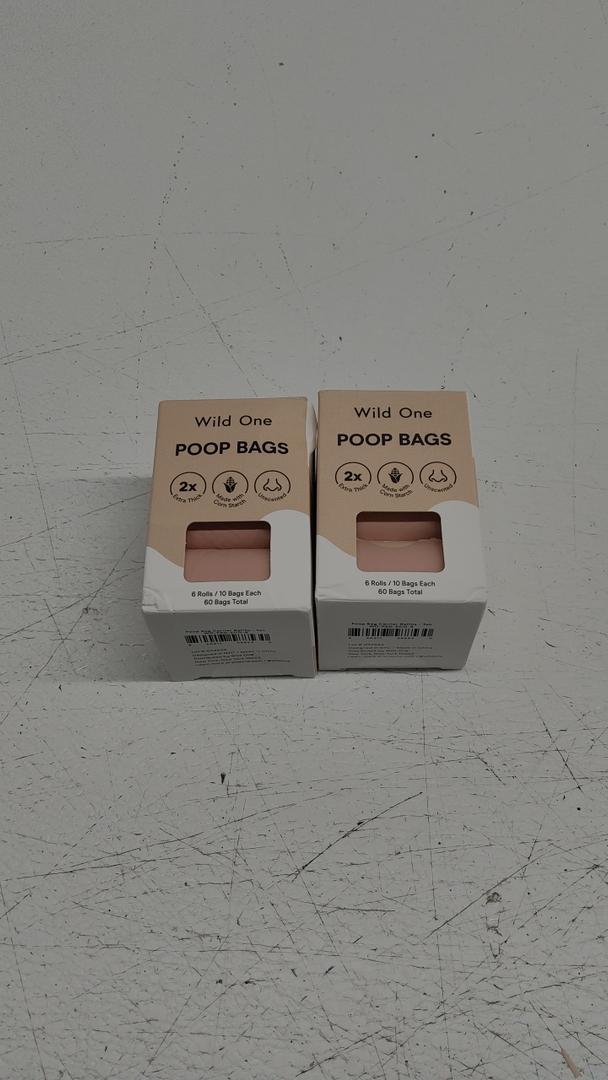 Wild One
POOP BAGS
2x
Extra Thick
Made with
Corn Starch
Unscented
6 Rolls / 10 Bags Each
60 Bags Total
Wild One
POOP BAGS
2x
Extra Thick
Made with
Corn Starch
Unscented
6 Rolls / 10 Bags Each
60 Bags Total